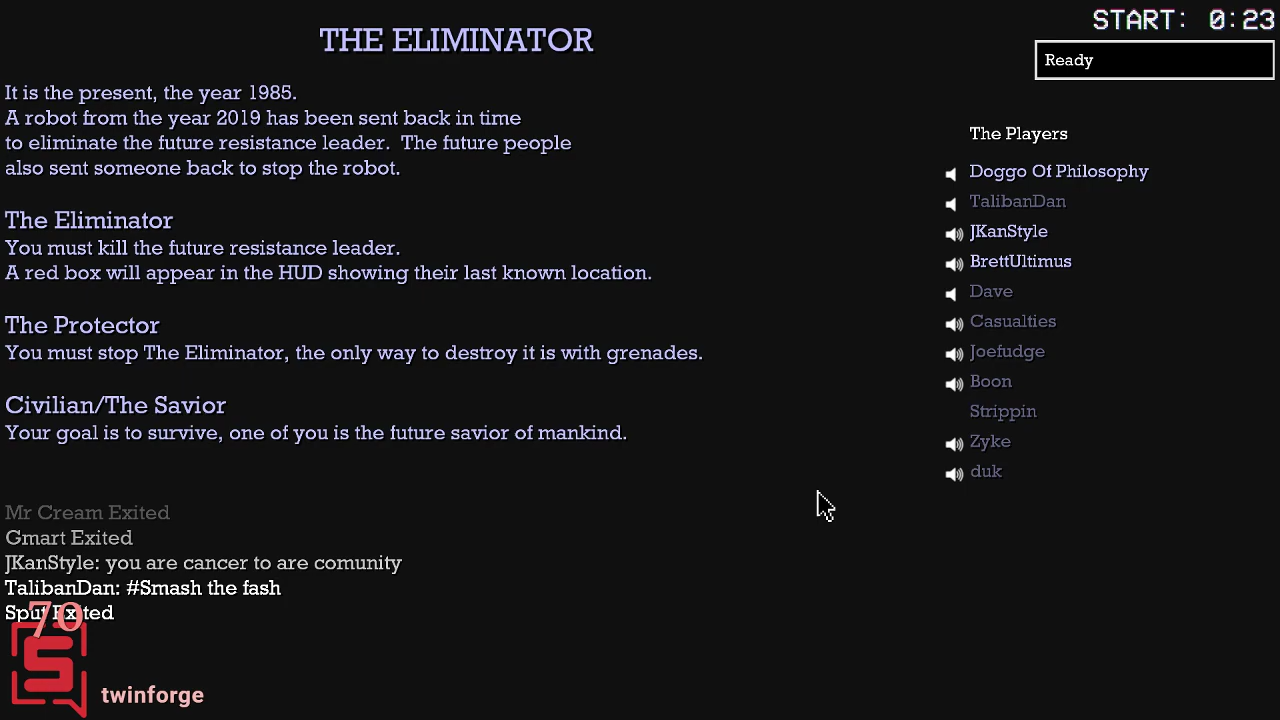 START: 0:23
THE ELIMINATOR
Ready
It is the present, the year 1985.
A robot from the year 2019 has been sent back in time
to eliminate the future resistance leader. The future people
also sent someone back to stop the robot.
The Eliminator
You must kill the future resistance leader.
A red box will appear in the HUD showing their last known location.
The Protector
You must stop The Eliminator, the only way to destroy it is with grenades.
Civilian/The Savior
Your goal is to survive, one of you is the future savior of mankind.
The Players
Doggo Of Philosophy
TalibanDan
JKanStyle
BrettUltimus
Dave
Casualties
Joefudge
Boon
Strippin
Zyke
duk
Mr Cream Exited
Gmart Exited
JKanStyle: you are cancer to are comunity
TalibanDan: #Smash the fash
Sput Exited
70
S
twinforge